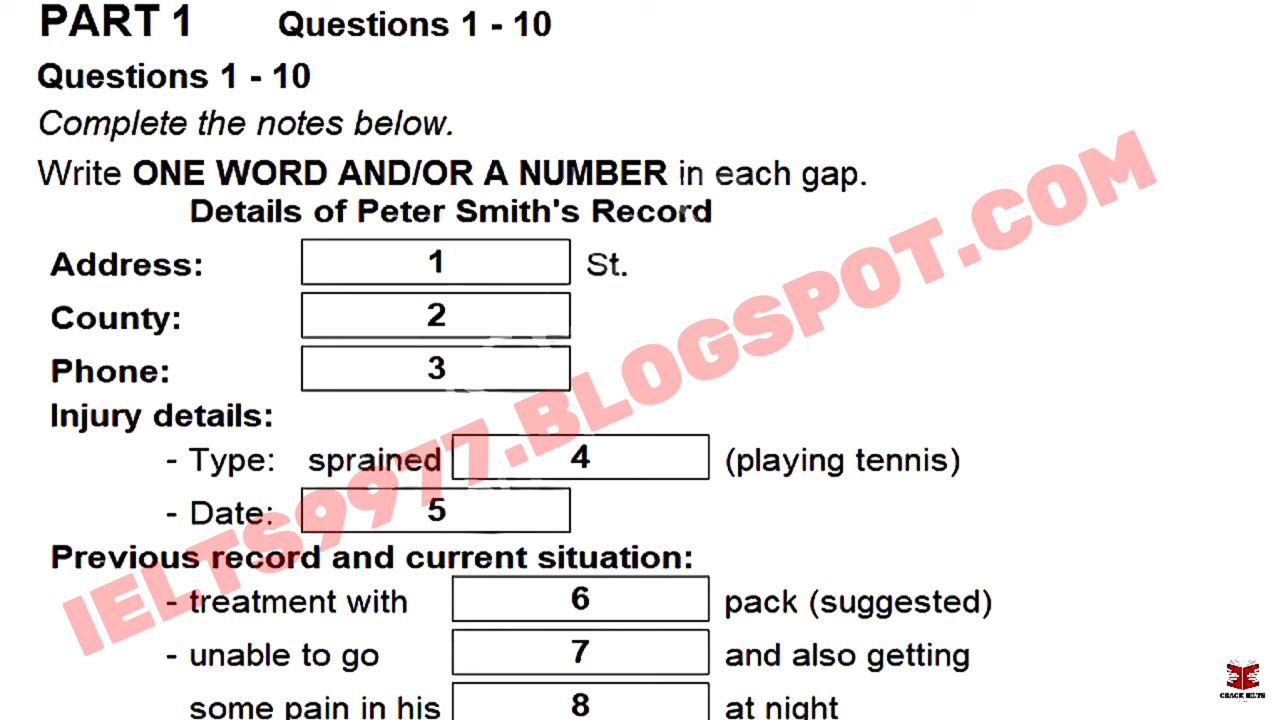 PART 1 Questions 1 - 10
Questions 1 - 10
Complete the notes below.
Write ONE WORD AND/OR A NUMBER in each gap.
Details of Peter Smith's Record
Address: 1 St.
County: 2
Phone: 3
Injury details:
- Type: sprained 4 (playing tennis)
- Date: 5
Previous record and current situation:
- treatment with 6 pack (suggested)
- unable to go 7 and also getting
some pain in his 8 at night
IELTS9977.BLOGSPOT.COM
CRACK IELTS